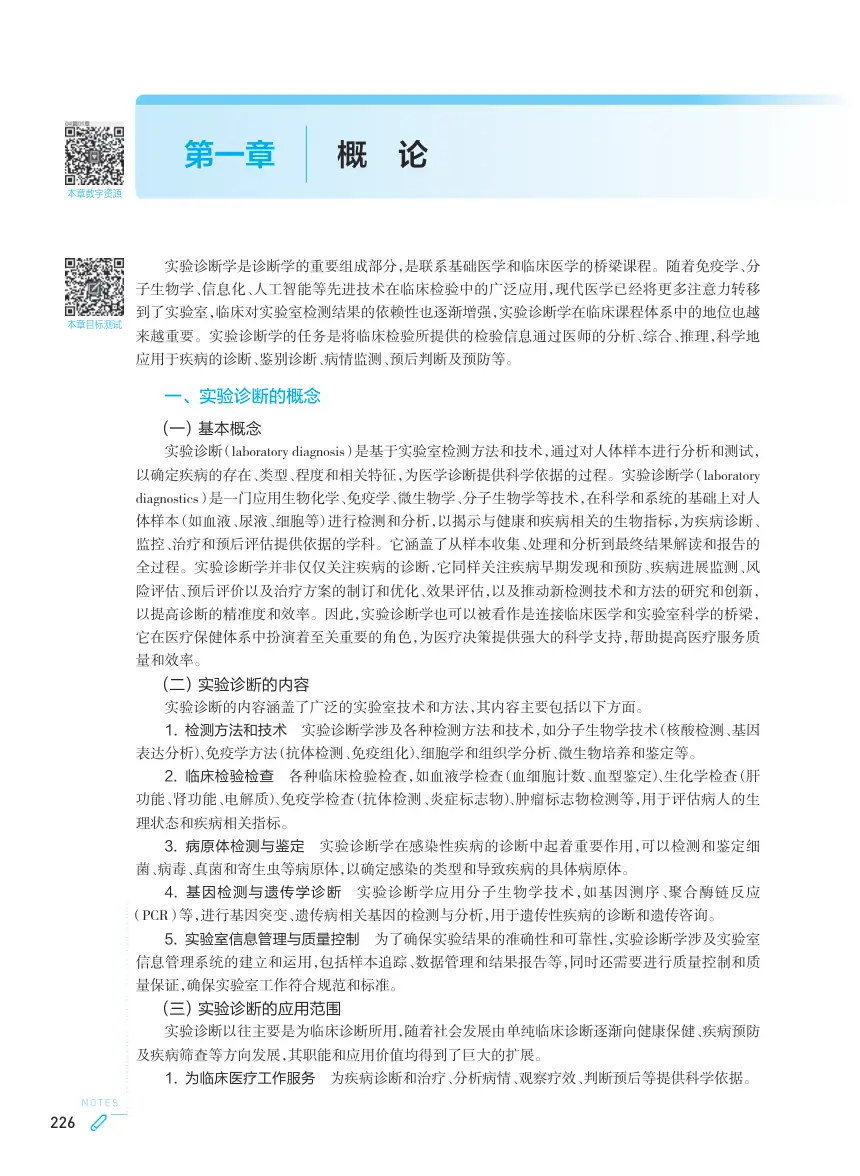 04篇01章
本章数字资源
第一章 概 论
本章目标测试
实验诊断学是诊断学的重要组成部分,是联系基础医学和临床医学的桥梁课程。随着免疫学、分
子生物学、信息化、人工智能等先进技术在临床检验中的广泛应用,现代医学已经将更多注意力转移
到了实验室,临床对实验室检测结果的依赖性也逐渐增强,实验诊断学在临床课程体系中的地位也越
来越重要。实验诊断学的任务是将临床检验所提供的检验信息通过医师的分析、综合、推理,科学地
应用于疾病的诊断、鉴别诊断、病情监测、预后判断及预防等。
一、实验诊断的概念
(一)基本概念
实验诊断(laboratory diagnosis)是基于实验室检测方法和技术,通过对人体样本进行分析和测试,
以确定疾病的存在、类型、程度和相关特征,为医学诊断提供科学依据的过程。实验诊断学(laboratory
diagnostics)是一门应用生物化学、免疫学、微生物学、分子生物学等技术,在科学和系统的基础上对人
体样本(如血液、尿液、细胞等)进行检测和分析,以揭示与健康和疾病相关的生物指标,为疾病诊断、
监控、治疗和预后评估提供依据的学科。它涵盖了从样本收集、处理和分析到最终结果解读和报告的
全过程。实验诊断学并非仅仅关注疾病的诊断,它同样关注疾病早期发现和预防、疾病进展监测、风
险评估、预后评价以及治疗方案的制订和优化、效果评估,以及推动新检测技术和方法的研究和创新,
以提高诊断的精准度和效率。因此,实验诊断学也可以被看作是连接临床医学和实验室科学的桥梁,
它在医疗保健体系中扮演着至关重要的角色,为医疗决策提供强大的科学支持,帮助提高医疗服务质
量和效率。
(二)实验诊断的内容
实验诊断的内容涵盖了广泛的实验室技术和方法,其内容主要包括以下方面。
1. 检测方法和技术 实验诊断学涉及各种检测方法和技术,如分子生物学技术(核酸检测、基因
表达分析)、免疫学方法(抗体检测、免疫组化)、细胞学和组织学分析、微生物培养和鉴定等。
2. 临床检验检查 各种临床检验检查,如血液学检查(血细胞计数、血型鉴定)、生化学检查(肝
功能、肾功能、电解质)、免疫学检查(抗体检测、炎症标志物)、肿瘤标志物检测等,用于评估病人的生
理状态和疾病相关指标。
3. 病原体检测与鉴定 实验诊断学在感染性疾病的诊断中起着重要作用,可以检测和鉴定细
菌、病毒、真菌和寄生虫等病原体,以确定感染的类型和导致疾病的具体病原体。
4. 基因检测与遗传学诊断 实验诊断学应用分子生物学技术,如基因测序、聚合酶链反应
(PCR)等,进行基因突变、遗传病相关基因的检测与分析,用于遗传性疾病的诊断和遗传咨询。
5. 实验室信息管理与质量控制 为了确保实验结果的准确性和可靠性,实验诊断学涉及实验室
信息管理系统的建立和运用,包括样本追踪、数据管理和结果报告等,同时还需要进行质量控制和质
量保证,确保实验室工作符合规范和标准。
(三)实验诊断的应用范围
实验诊断以往主要是为临床诊断所用,随着社会发展由单纯临床诊断逐渐向健康保健、疾病预防
及疾病筛查等方向发展,其职能和应用价值均得到了巨大的扩展。
1. 为临床医疗工作服务 为疾病诊断和治疗、分析病情、观察疗效、判断预后等提供科学依据。
NOTES
226